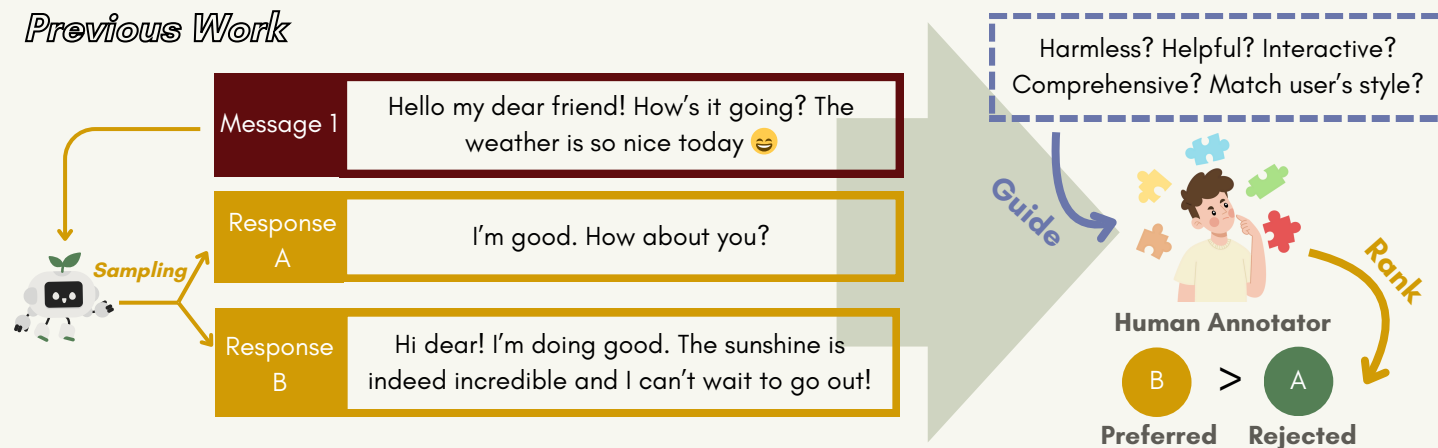 Previous Work
Message 1
Hello my dear friend! How's it going? The
weather is so nice today 😄
Sampling
Response
A
I'm good. How about you?
Response
B
Hi dear! I'm doing good. The sunshine is
indeed incredible and I can't wait to go out!
Harmless? Helpful? Interactive?
Comprehensive? Match user's style?
Guide
Rank
Human Annotator
B > A
Preferred Rejected